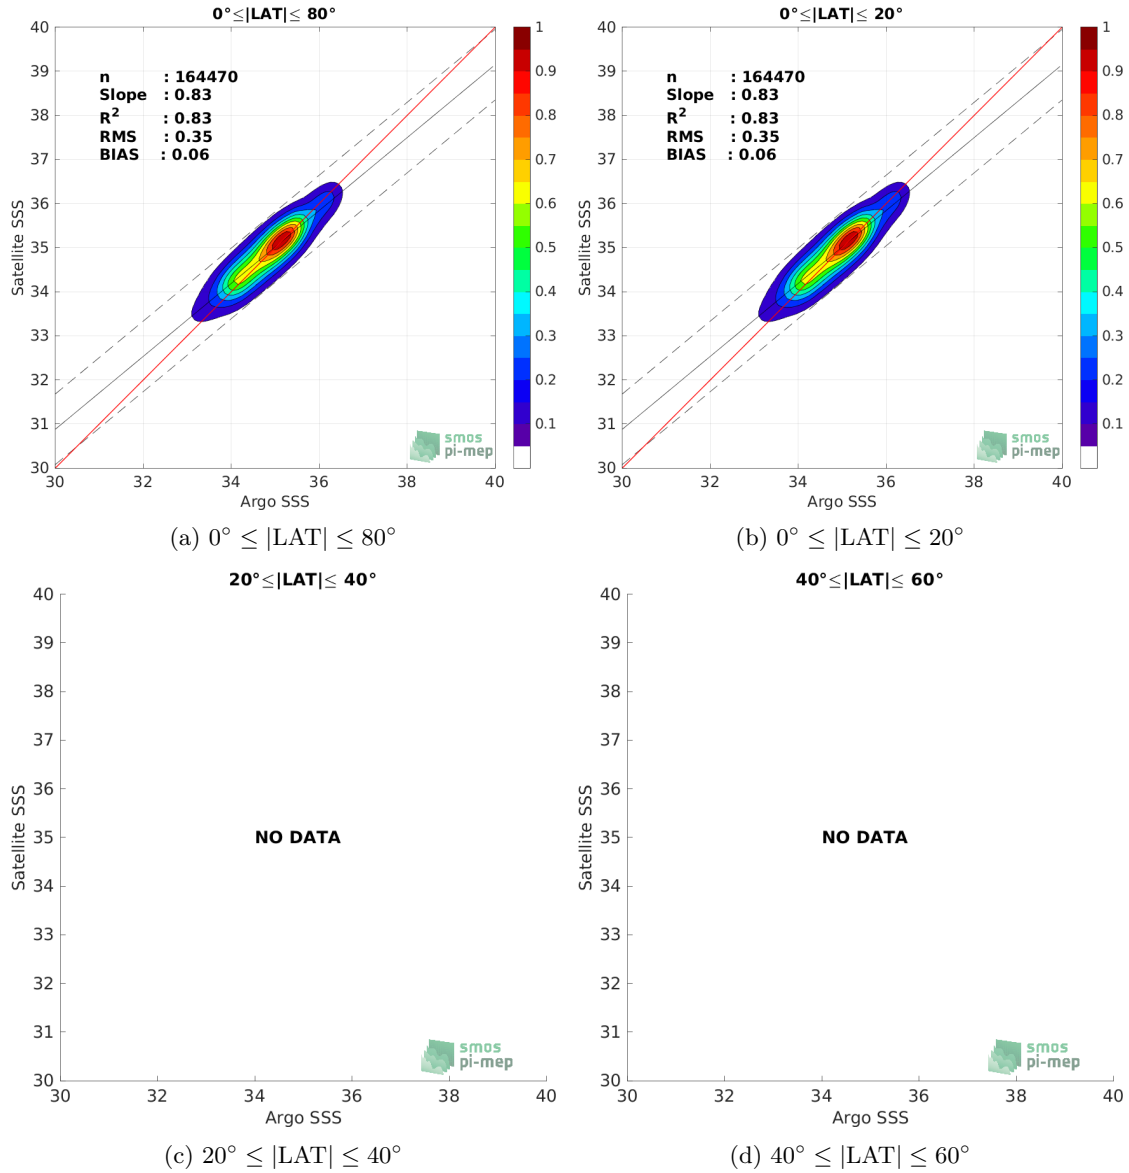 0°≤|LAT|≤ 80°
40
39
38
37
36
35
34
33
32
31
30
Satellite SSS
n : 164470
Slope : 0.83
R² : 0.83
RMS : 0.35
BIAS : 0.06
smos
pi-mep
30 32 34 36 38 40
Argo SSS
1
0.9
0.8
0.7
0.6
0.5
0.4
0.3
0.2
0.1
(a) 0° ≤ |LAT| ≤ 80°
0°≤|LAT|≤ 20°
40
39
38
37
36
35
34
33
32
31
30
Satellite SSS
n : 164470
Slope : 0.83
R² : 0.83
RMS : 0.35
BIAS : 0.06
smos
pi-mep
30 32 34 36 38 40
Argo SSS
1
0.9
0.8
0.7
0.6
0.5
0.4
0.3
0.2
0.1
(b) 0° ≤ |LAT| ≤ 20°
20°≤|LAT|≤ 40°
40
39
38
37
36
35
34
33
32
31
30
Satellite SSS
NO DATA
smos
pi-mep
30 32 34 36 38 40
Argo SSS
(c) 20° ≤ |LAT| ≤ 40°
40°≤|LAT|≤ 60°
40
39
38
37
36
35
34
33
32
31
30
Satellite SSS
NO DATA
smos
pi-mep
30 32 34 36 38 40
Argo SSS
(d) 40° ≤ |LAT| ≤ 60°